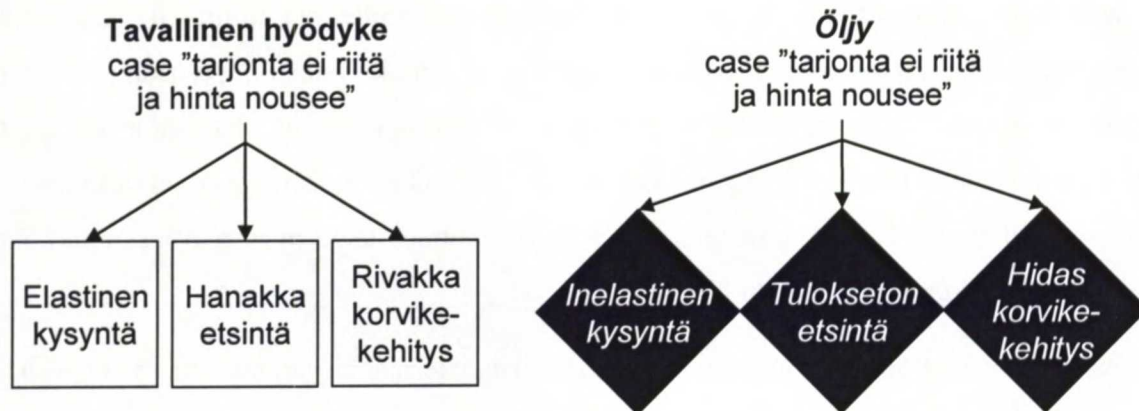 Tavallinen hyödyke
case ”tarjonta ei riitä
ja hinta nousee”
Elastinen
kysyntä
Hanakka
etsintä
Rivakka
korvike-
kehitys
Öljy
case ”tarjonta ei riitä
ja hinta nousee”
Inelastinen
kysyntä
Tulokseton
etsintä
Hidas
korvike-
kehitys